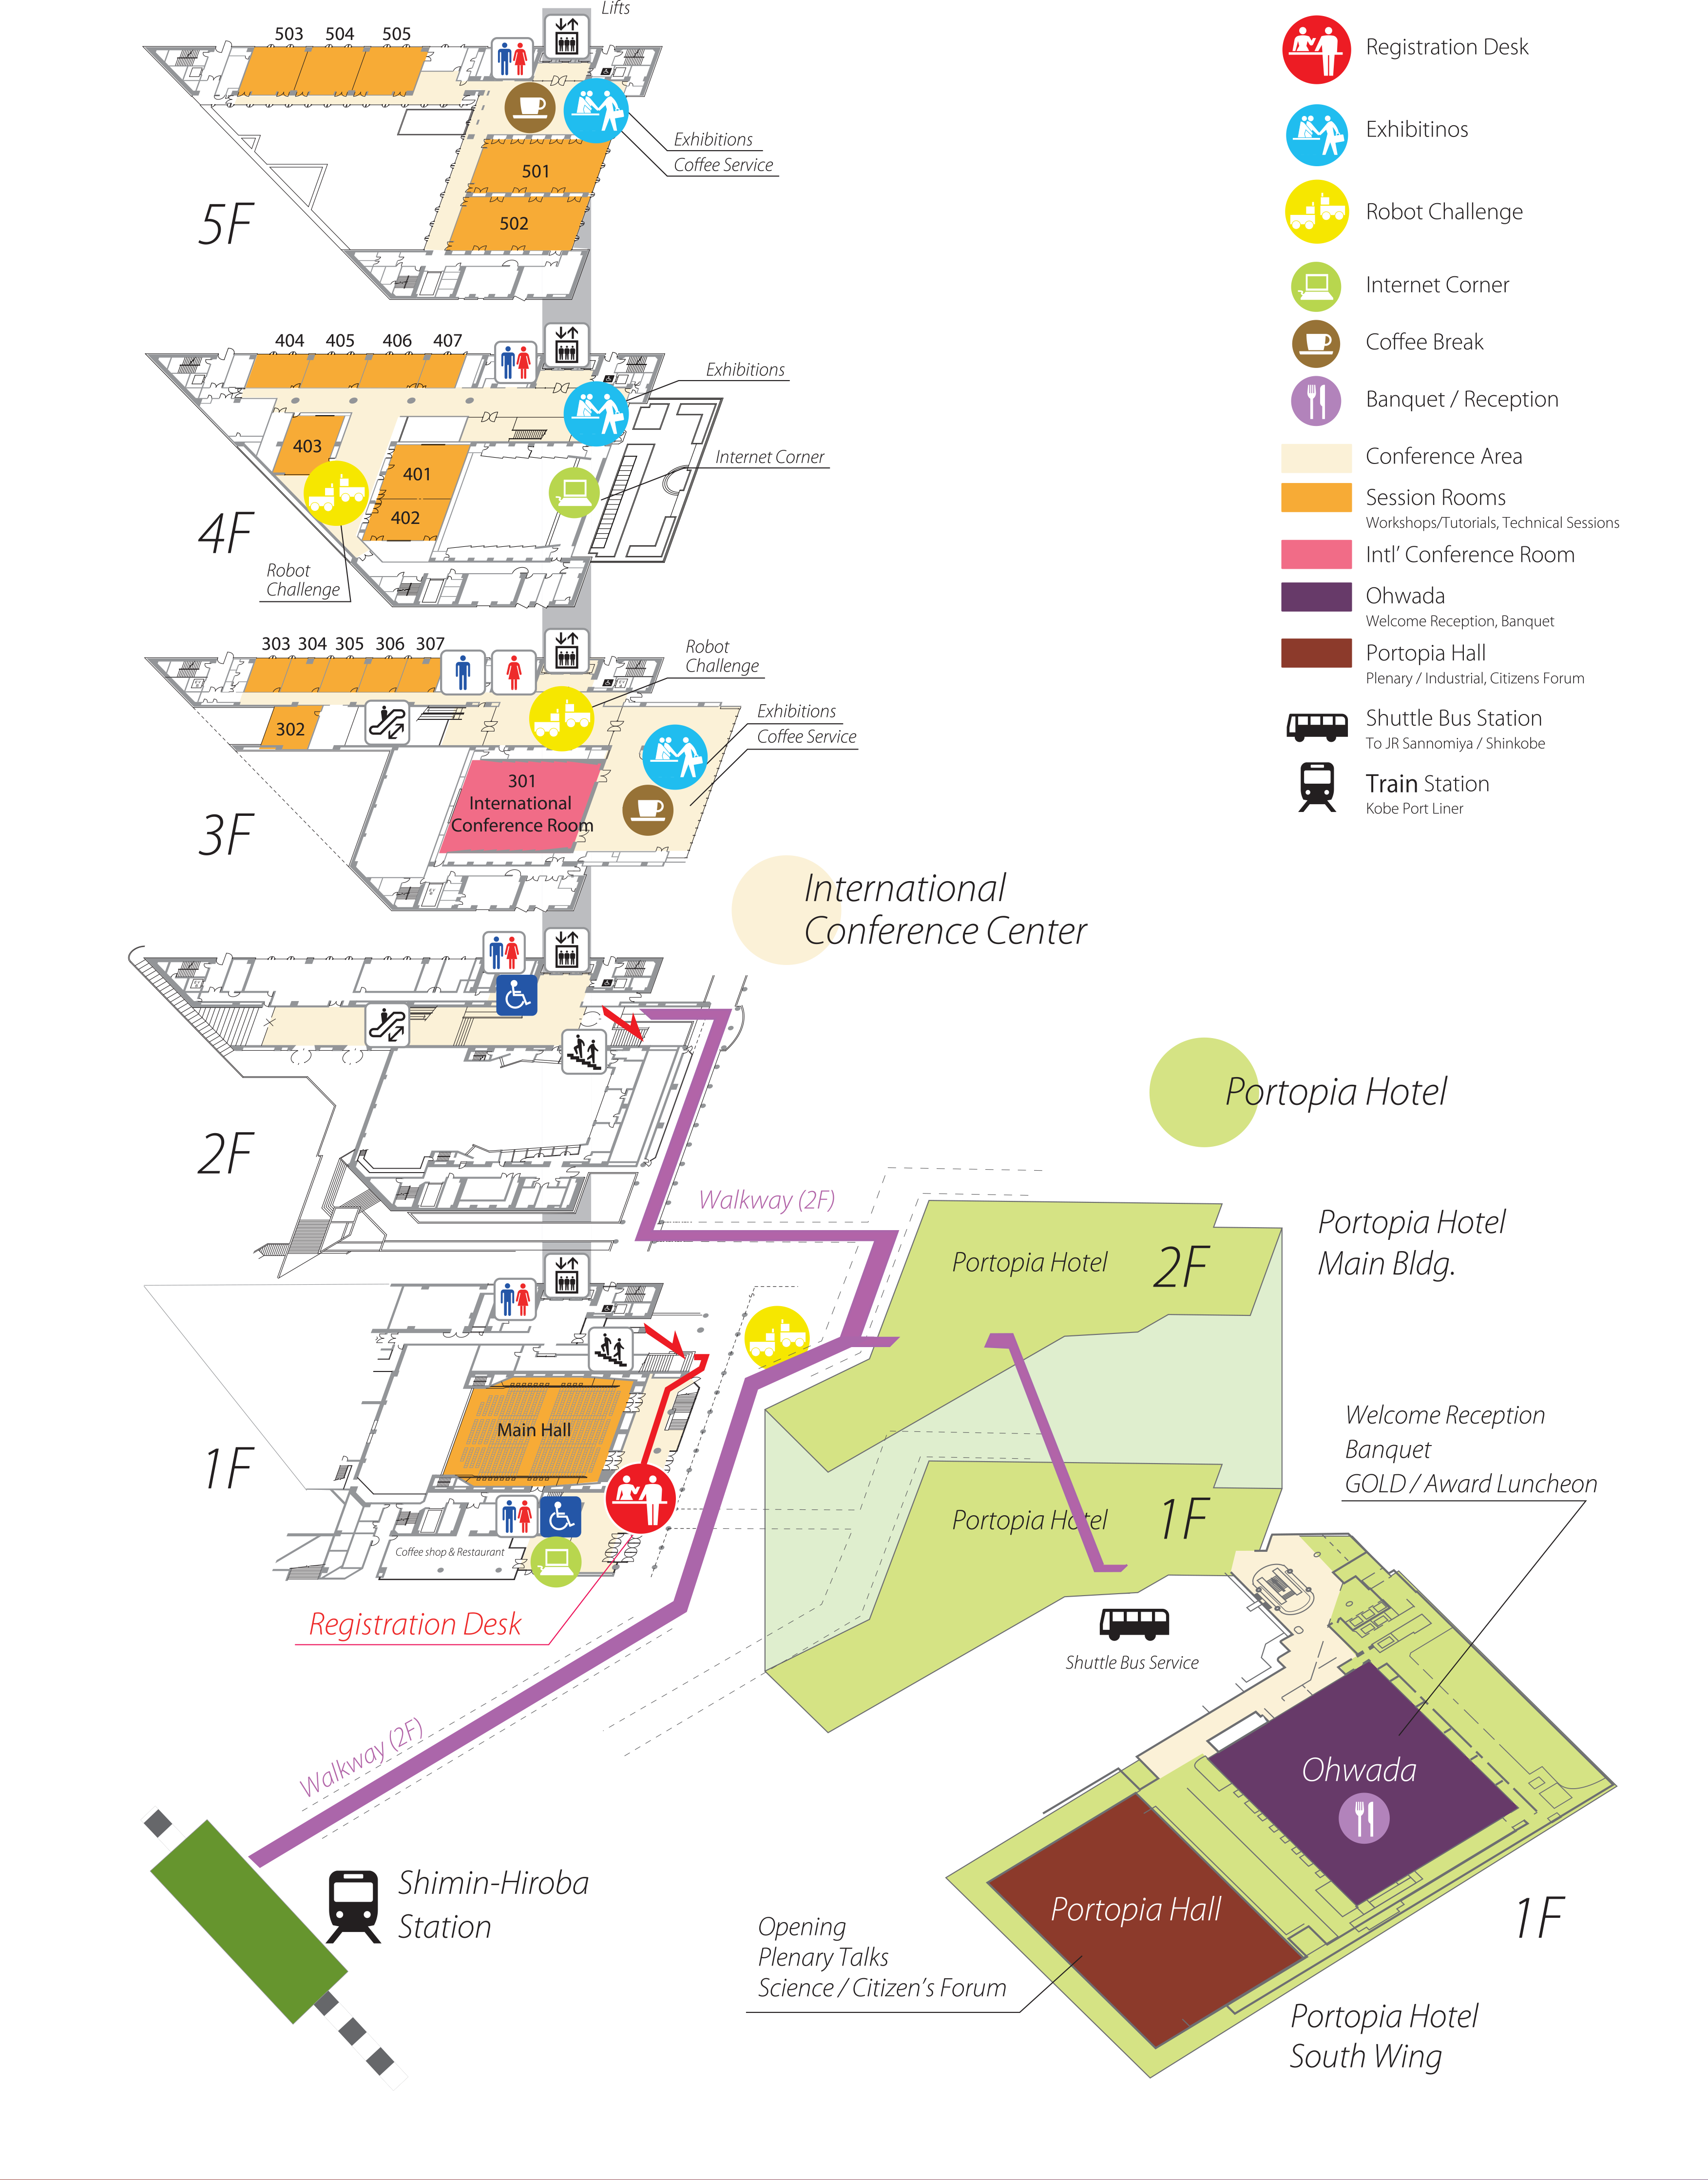 Lifts
503 504 505
Exhibitions
Coffee Service
501
502
5F
404 405 406 407
Exhibitions
403
401
402
Internet Corner
4F
Robot
Challenge
303 304 305 306 307
Robot
Challenge
302
Exhibitions
Coffee Service
301
International
Conference Room
3F
International
Conference Center
2F
Portopia Hotel
Walkway (2F)
Portopia Hotel 2F
Portopia Hotel
Main Bldg.
Main Hall
1F
Coffee shop & Restaurant
Registration Desk
Portopia Hotel 1F
Welcome Reception
Banquet
GOLD / Award Luncheon
Shuttle Bus Service
Walkway (2F)
Ohwada
Shimin-Hiroba
Station
Portopia Hall
Opening
Plenary Talks
Science / Citizen's Forum
1F
Portopia Hotel
South Wing
Registration Desk
Exhibitinos
Robot Challenge
Internet Corner
Coffee Break
Banquet / Reception
Conference Area
Session Rooms
Workshops/Tutorials, Technical Sessions
Intl' Conference Room
Ohwada
Welcome Reception, Banquet
Portopia Hall
Plenary / Industrial, Citizens Forum
Shuttle Bus Station
To JR Sannomiya / Shinkobe
Train Station
Kobe Port Liner